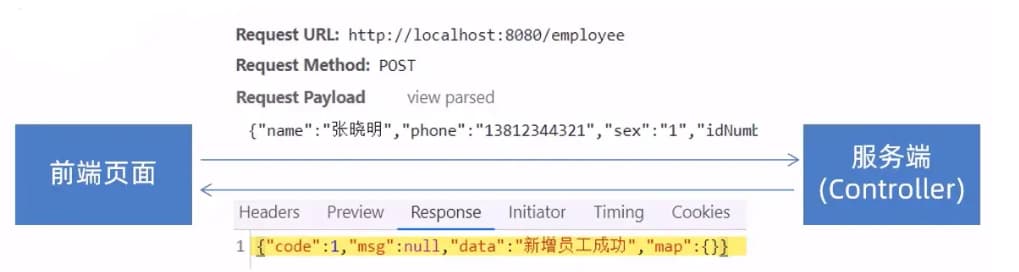 Request URL: http://localhost:8080/employee
Request Method: POST
Request Payload view parsed
{"name":"张晓明","phone":"13812344321","sex":"1","idNumb
前端页面
服务端
(Controller)
Headers Preview Response Initiator Timing Cookies
1 {"code":1,"msg":null,"data":"新增员工成功","map":{}}